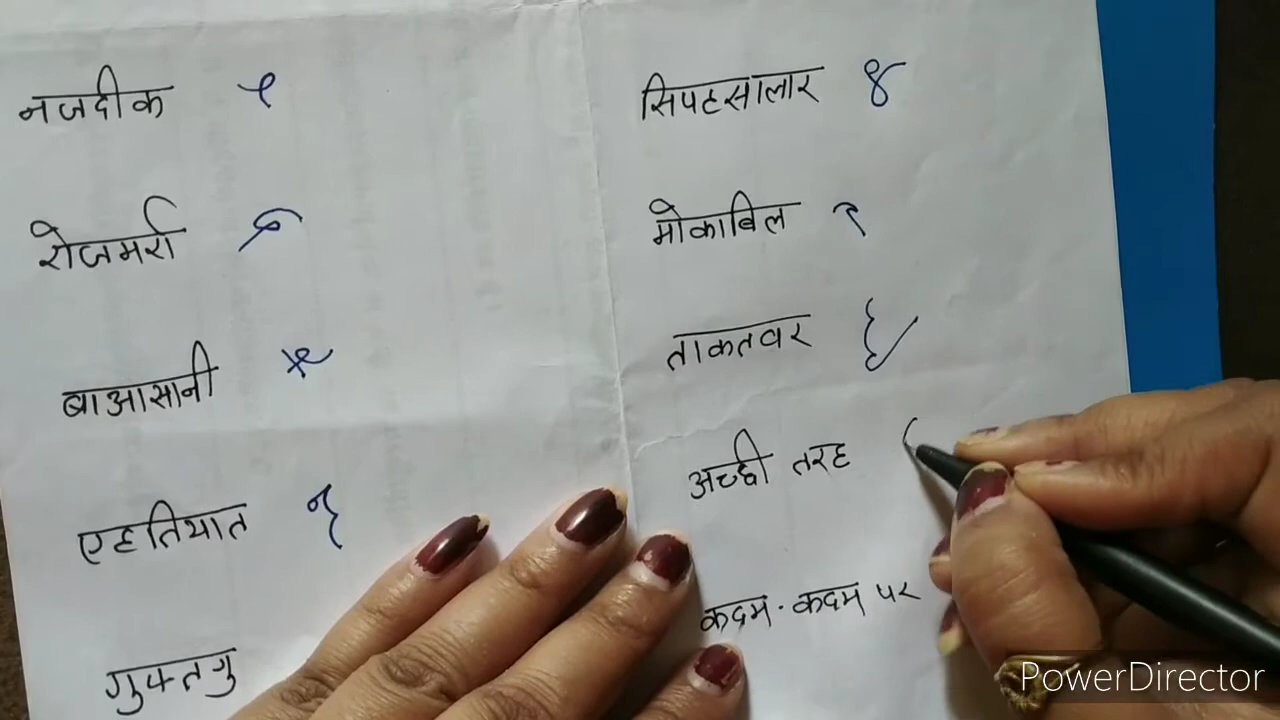 नजदीक
रोजमर्रा
बाआसानी
एहतियात
गुफ्तगु
सिपहसालार
मोकाबिल
ताकतवर
अच्छी तरह
कदम-कदम पर
PowerDirector